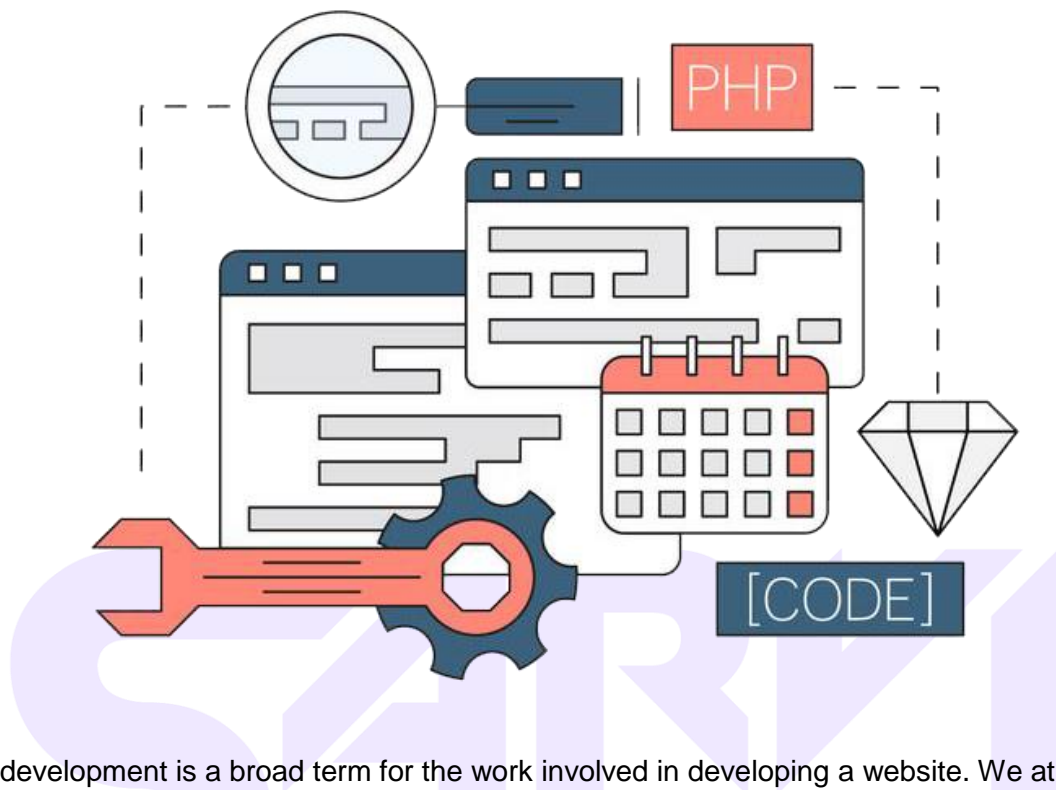 PHP
[CODE]
development is a broad term for the work involved in developing a website. We at